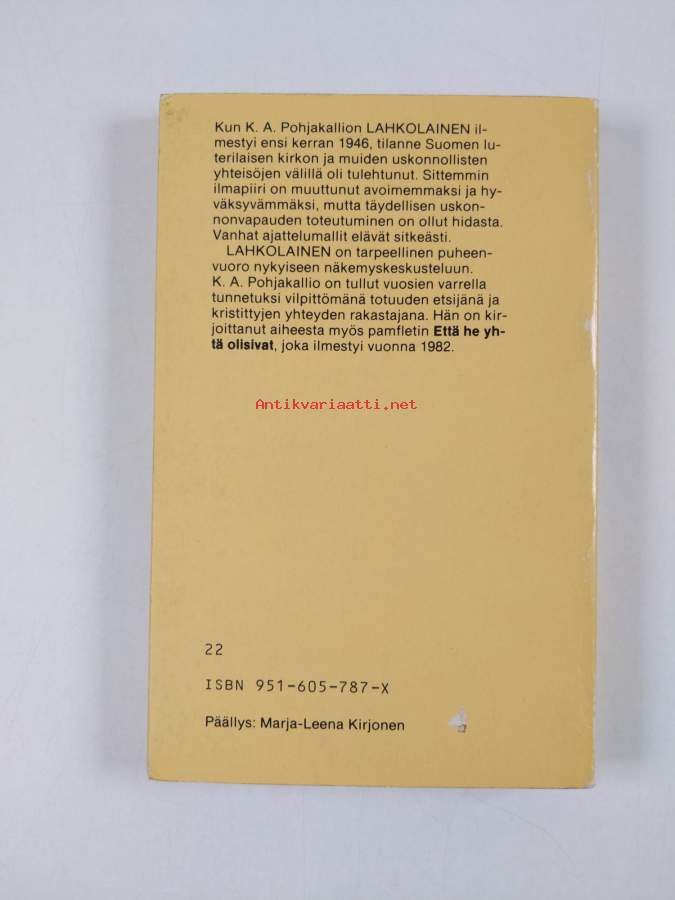 Kun K. A. Pohjakallion LAHKOLAINEN il-
mestyi ensi kerran 1946, tilanne Suomen lu-
terilaisen kirkon ja muiden uskonnollisten
yhteisöjen välillä oli tulehtunut. Sittemmin
ilmapiiri on muuttunut avoimemmaksi ja hy-
väksyvämmäksi, mutta täydellisen uskon-
nonvapauden toteutuminen on ollut hidasta.
Vanhat ajattelumallit elävät sitkeästi.
LAHKOLAINEN on tarpeellinen puheen-
vuoro nykyiseen näkemyskeskusteluun.
K. A. Pohjakallio on tullut vuosien varrella
tunnetuksi vilpittömänä totuuden etsijänä ja
kristittyjen yhteyden rakastajana. Hän on kir-
joittanut aiheesta myös pamfletin Että he yh-
tä olisivat, joka ilmestyi vuonna 1982.
Antikvariaatti.net
22
ISBN 951-605-787-X
Päällys: Marja-Leena Kirjonen